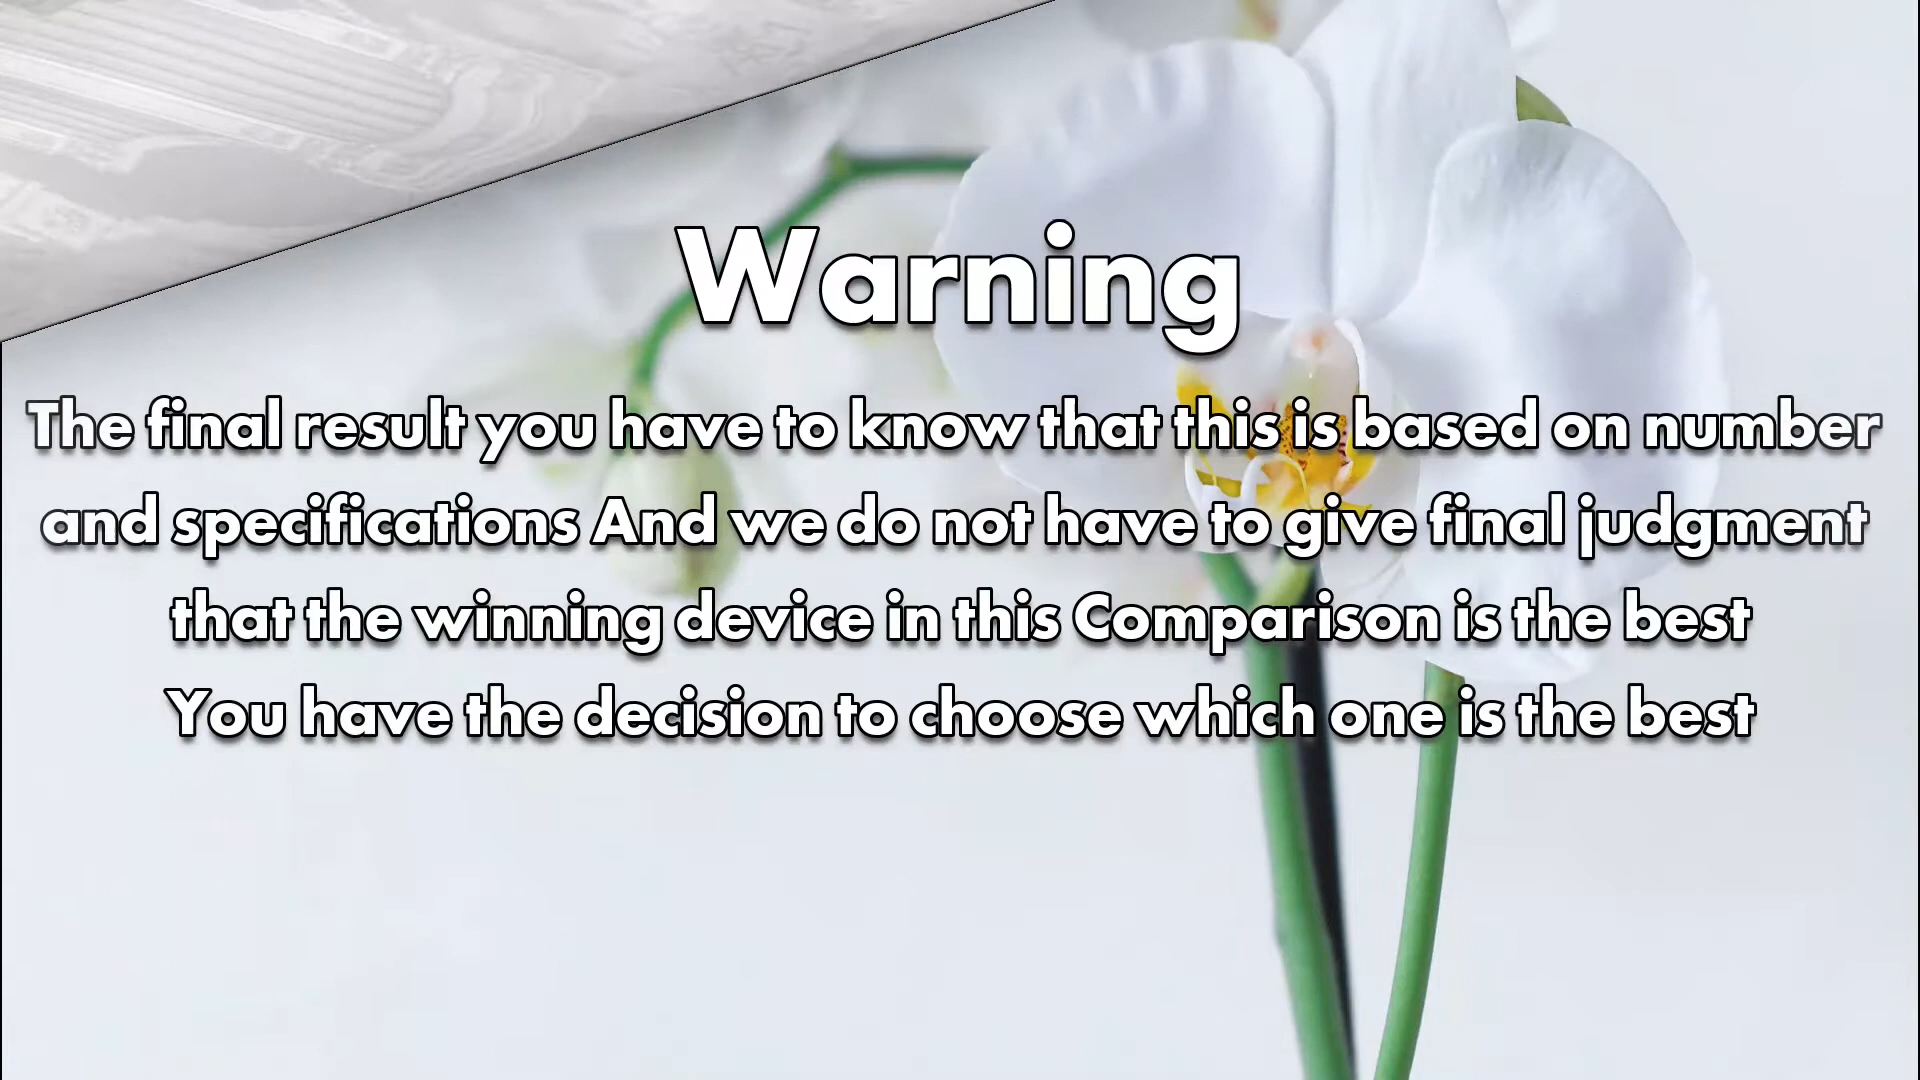 Warning
The final result you have to know that this is based on number
and specifications And we do not have to give final judgment
that the winning device in this Comparison is the best
You have the decision to choose which one is the best